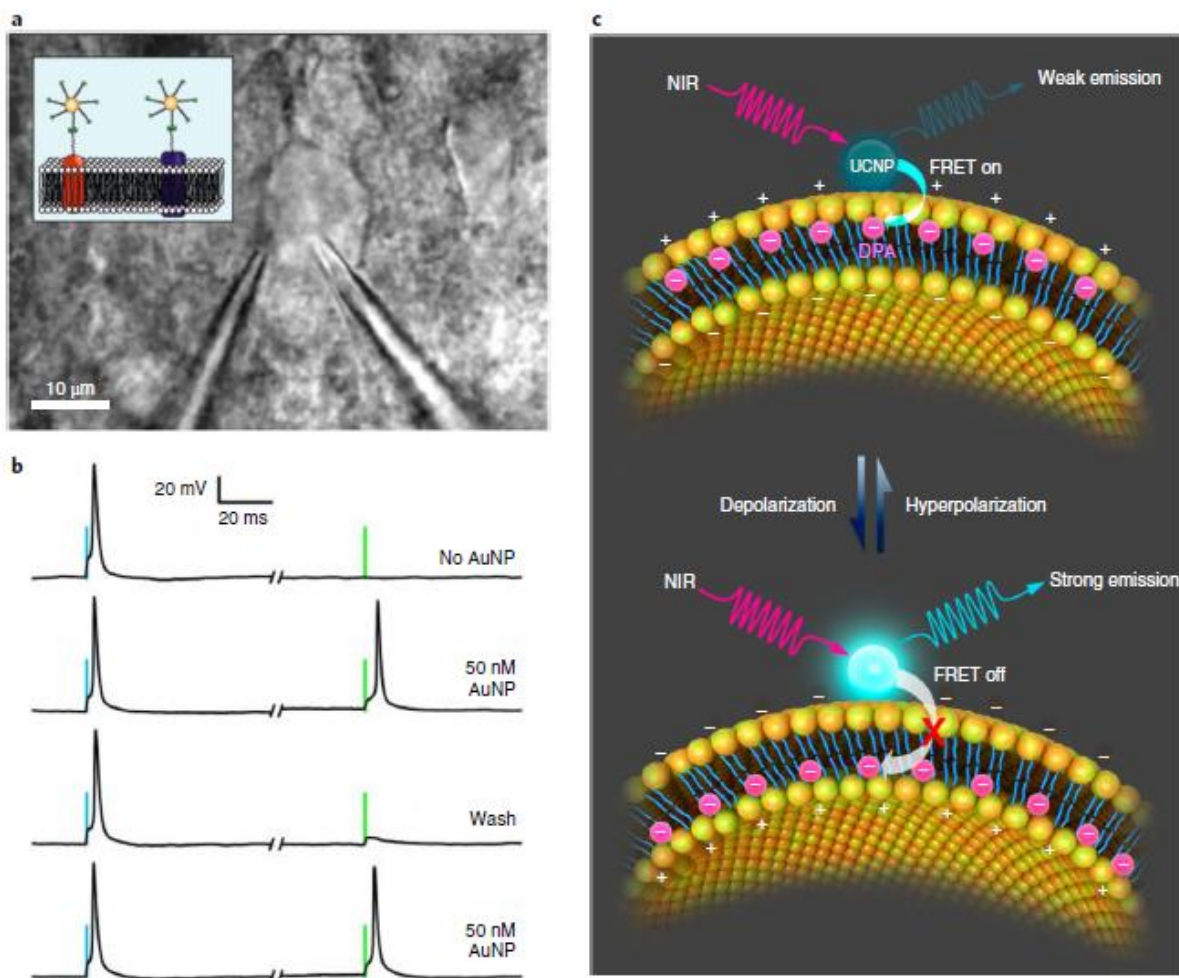 a
10 μm
b
20 mV
20 ms
No AuNP
50 nM
AuNP
Wash
50 nM
AuNP
c
NIR
Weak emission
UCNP
FRET on
+ + + + + + + +
− − − − − − − − −
DPA
− − − − − −
Depolarization
Hyperpolarization
NIR
Strong emission
FRET off
− − − − − − − −
X
− − − − − − − − −
+ + + + + + +